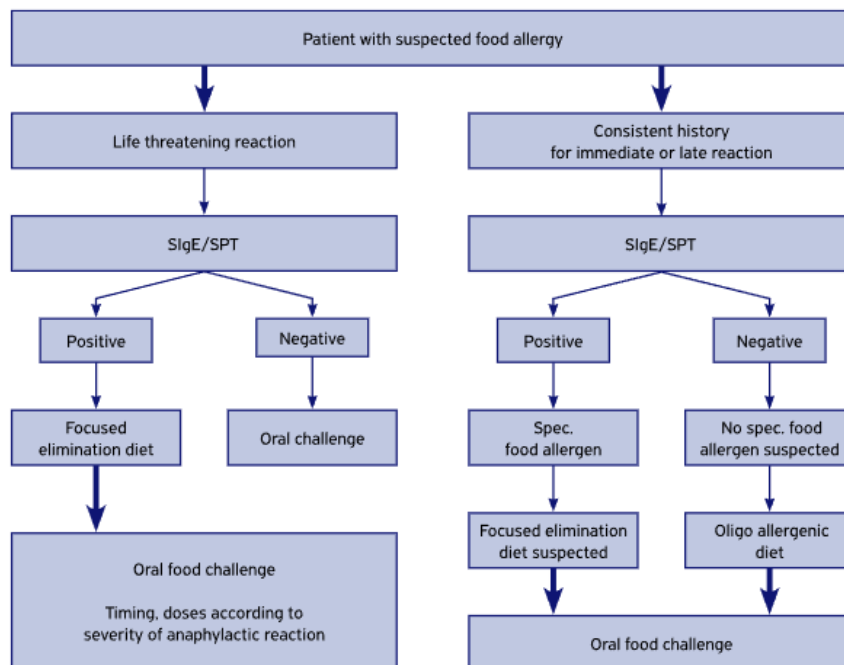 Patient with suspected food allergy
Life threatening reaction
Consistent history
for immediate or late reaction
SIgE/SPT
SIgE/SPT
Positive
Negative
Positive
Negative
Focused
elimination diet
Oral challenge
Spec.
food allergen
No spec. food
allergen suspected
Focused elimination
diet suspected
Oligo allergenic
diet
Oral food challenge
Timing, doses according to
severity of anaphylactic reaction
Oral food challenge